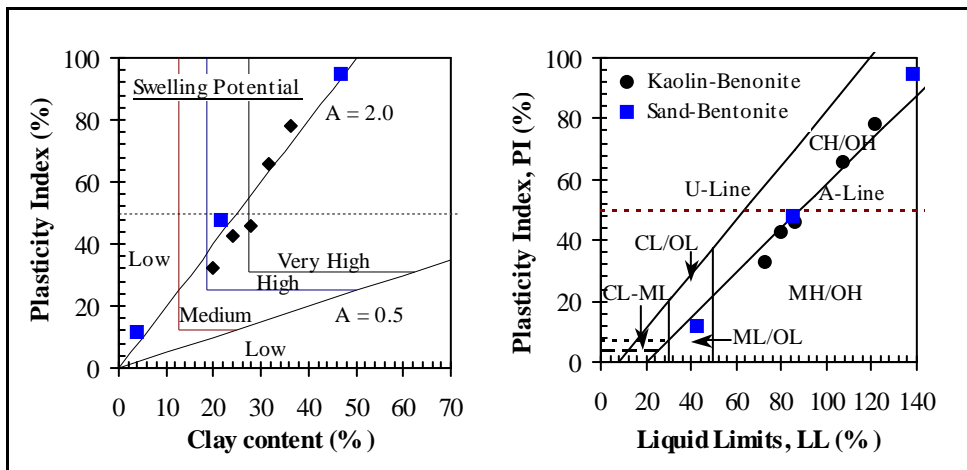 100
80
60
40
20
0
Plasticity Index (%)
Swelling Potential
A = 2.0
Low
Very High
High
Medium
A = 0.5
Low
0 10 20 30 40 50 60 70
Clay content (%)
100
80
60
40
20
0
Plasticity Index, PI (%)
Kaolin-Benonite
Sand-Bentonite
CH/OH
U-Line
A-Line
CL/OL
CL-ML
MH/OH
ML/OL
0 20 40 60 80 100 120 140
Liquid Limits, LL (%)